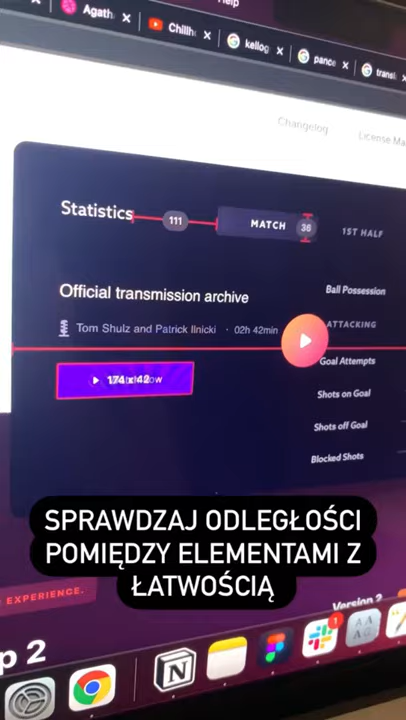 Help
Agath
Chillh
kellog
pance
transl
Changelog
License Ma
Statistics
111
MATCH
36
1ST HALF
Official transmission archive
Ball Possession
Tom Shulz and Patrick Ilnicki · 02h 42min
ATTACKING
Goal Attempts
174 x 42
Shots on Goal
Shots off Goal
Blocked Shots
SPRAWDZAJ ODLEGŁOŚCI
POMIĘDZY ELEMENTAMI Z
ŁATWOŚCIĄ
EXPERIENCE.
Version 2
p 2
1